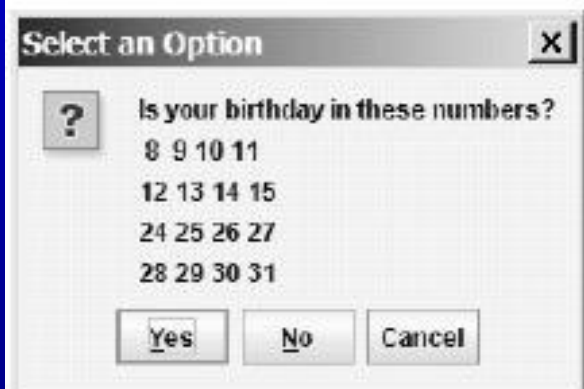 Select an Option
Is your birthday in these numbers?
8 9 10 11
12 13 14 15
24 25 26 27
28 29 30 31
Yes No Cancel